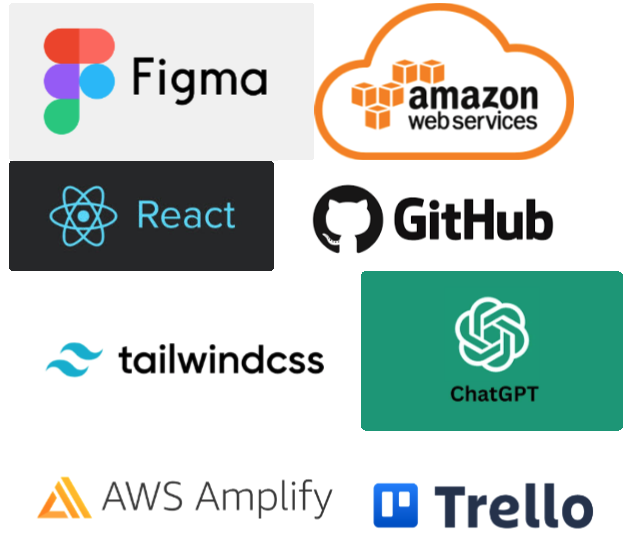 Figma
amazon
web services
React
GitHub
tailwindcss
ChatGPT
AWS Amplify
Trello